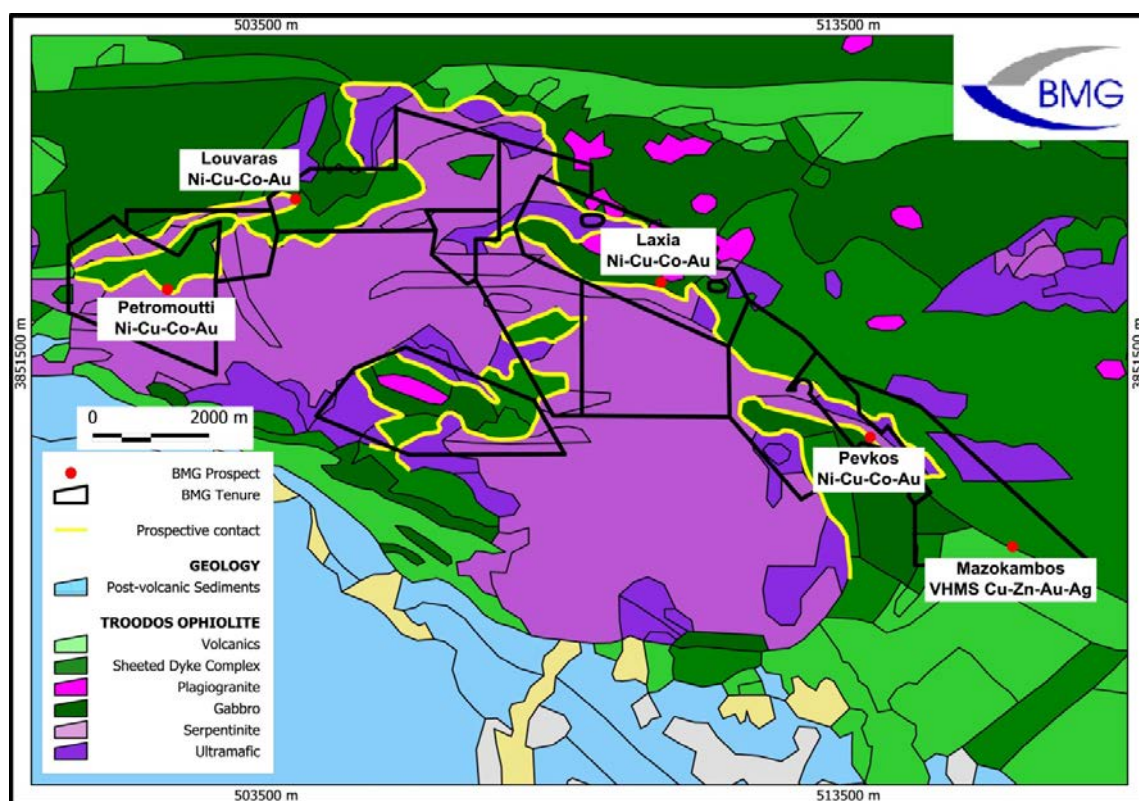 503500 m
513500 m
BMG
Louvaras
Ni-Cu-Co-Au
Laxia
Ni-Cu-Co-Au
Petromoutti
Ni-Cu-Co-Au
3851500 m
3851500 m
0 2000 m
Pevkos
Ni-Cu-Co-Au
Mazokambos
VHMS Cu-Zn-Au-Ag
BMG Prospect
BMG Tenure
Prospective contact
GEOLOGY
Post-volcanic Sediments
TROODOS OPHIOLITE
Volcanics
Sheeted Dyke Complex
Plagiogranite
Gabbro
Serpentinite
Ultramafic
503500 m
513500 m